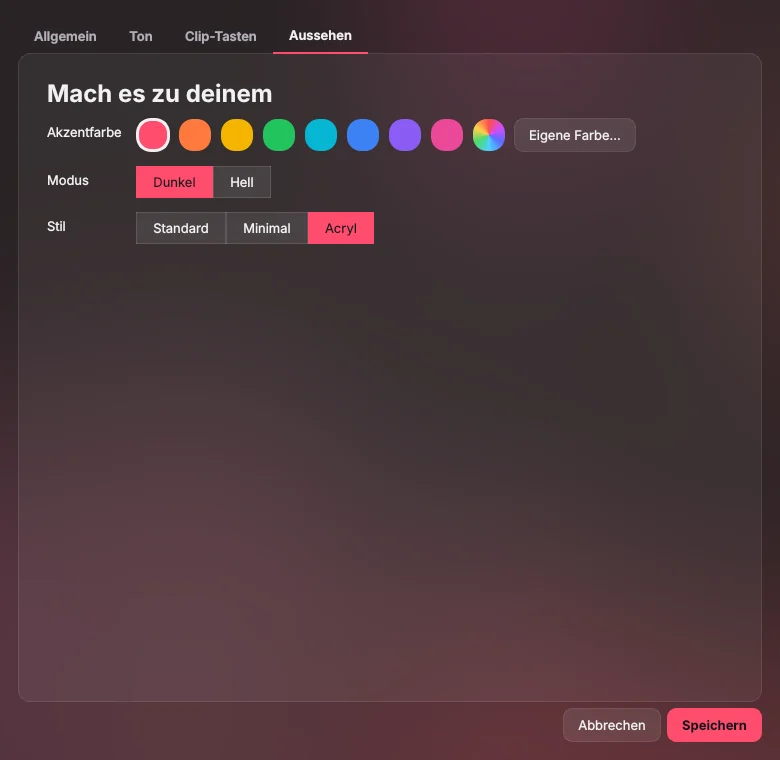 Allgemein Ton Clip-Tasten Aussehen
Mach es zu deinem
Akzentfarbe Eigene Farbe...
Modus Dunkel Hell
Stil Standard Minimal Acryl
Abbrechen Speichern